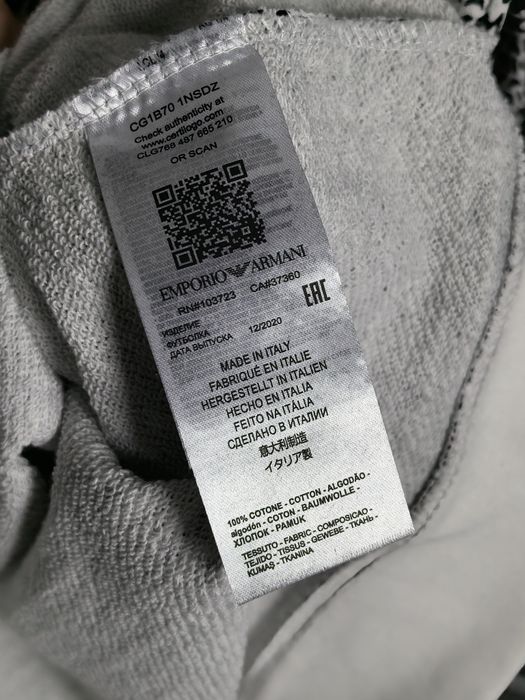 CG1B70 1NSDZ
Check authenticity at
www.certilogo.com
CLG768 487 665 210
OR SCAN
EMPORIO ARMANI
RN#103723 CA#37360
EAC
ИЗДЕЛИЕ
ФУТБОЛКА
ДАТА ВЫПУСКА 12/2020
MADE IN ITALY
FABRIQUÉ EN ITALIE
HERGESTELLT IN ITALIEN
HECHO EN ITALIA
FEITO NA ITÁLIA
СДЕЛАНО В ИТАЛИИ
意大利制造
イタリア製
100% COTONE - COTTON - ALGODÃO -
algodón - COTON - BAUMWOLLE -
ХЛОПОК - PAMUK
TESSUTO - FABRIC - COMPOSICAO -
TEJIDO - TISSUS - GEWEBE - ТКАНЬ -
KUMAŞ - TKANINA